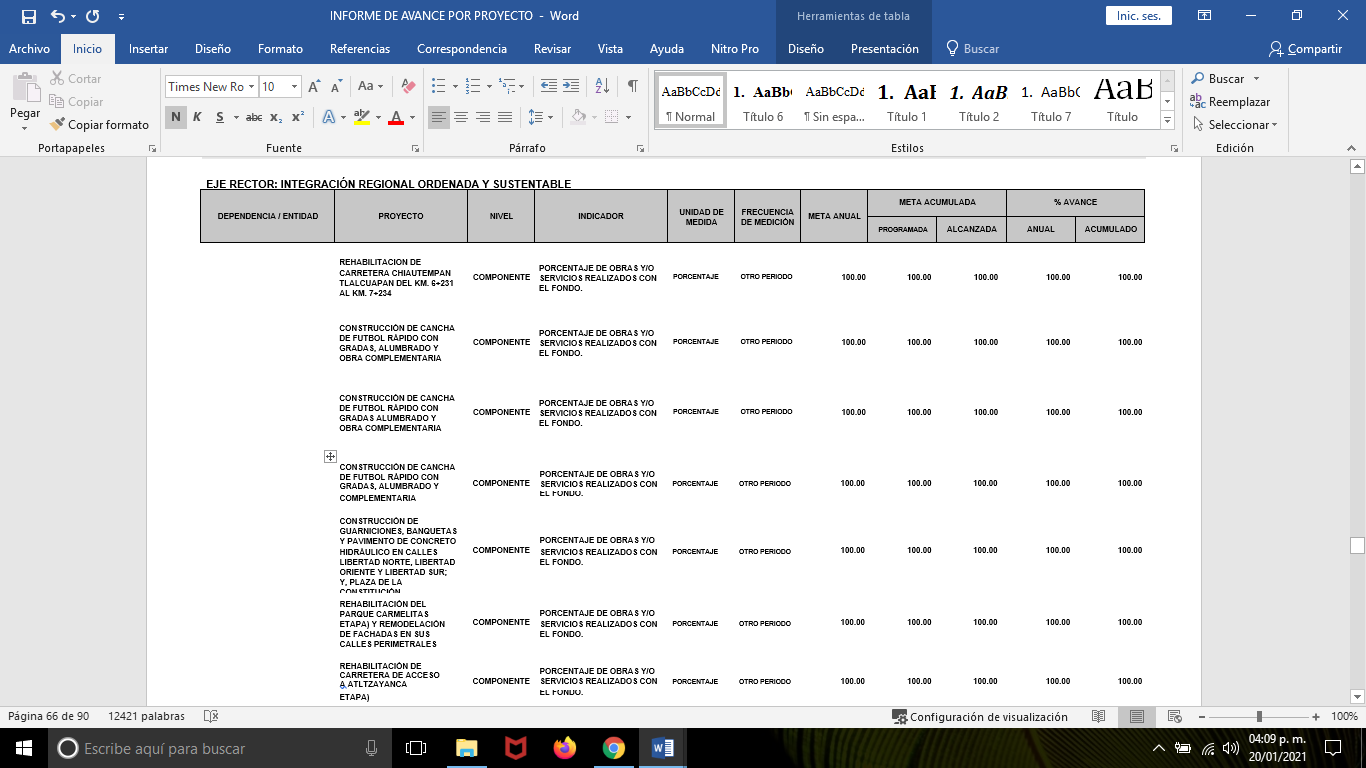 INFORME DE AVANCE POR PROYECTO - Word
Herramientas de tabla
Inic. ses.
Archivo Inicio Insertar Diseño Formato Referencias Correspondencia Revisar Vista Ayuda Nitro Pro Diseño Presentación Buscar Compartir
Pegar
Cortar
Copiar
Copiar formato
Portapapeles
Times New Ro 10
Aa
N K S abc x₂ x²
Fuente
Párrafo
AaBbCcDd
¶ Normal
1. AaBb(
Título 6
AaBbCcDd
¶ Sin espa...
1. AaB
Título 1
1. AaB
Título 2
1. AaBbC
Título 7
AaB
Título
Estilos
Buscar
Reemplazar
Seleccionar
Edición
EJE RECTOR: INTEGRACIÓN REGIONAL ORDENADA Y SUSTENTABLE
DEPENDENCIA / ENTIDAD
PROYECTO
NIVEL
INDICADOR
UNIDAD DE
MEDIDA
FRECUENCIA
DE MEDICIÓN
META ANUAL
META ACUMULADA
PROGRAMADA
ALCANZADA
% AVANCE
ANUAL
ACUMULADO
REHABILITACION DE
CARRETERA CHIAUTEMPAN
TLALCUAPAN DEL KM. 6+231
AL KM. 7+234
COMPONENTE
PORCENTAJE DE OBRAS Y/O
SERVICIOS REALIZADOS CON
EL FONDO.
PORCENTAJE
OTRO PERIODO
100.00 100.00 100.00 100.00 100.00
CONSTRUCCIÓN DE CANCHA
DE FUTBOL RÁPIDO CON
GRADAS, ALUMBRADO Y
OBRA COMPLEMENTARIA
COMPONENTE
PORCENTAJE DE OBRAS Y/O
SERVICIOS REALIZADOS CON
EL FONDO.
PORCENTAJE
OTRO PERIODO
100.00 100.00 100.00 100.00 100.00
CONSTRUCCIÓN DE CANCHA
DE FUTBOL RÁPIDO CON
GRADAS ALUMBRADO Y
OBRA COMPLEMENTARIA
COMPONENTE
PORCENTAJE DE OBRAS Y/O
SERVICIOS REALIZADOS CON
EL FONDO.
PORCENTAJE
OTRO PERIODO
100.00 100.00 100.00 100.00 100.00
CONSTRUCCIÓN DE CANCHA
DE FUTBOL RÁPIDO CON
GRADAS, ALUMBRADO Y
COMPLEMENTARIA
COMPONENTE
PORCENTAJE DE OBRAS Y/O
SERVICIOS REALIZADOS CON
EL FONDO.
PORCENTAJE
OTRO PERIODO
100.00 100.00 100.00 100.00 100.00
CONSTRUCCIÓN DE
GUARNICIONES, BANQUETAS
Y PAVIMENTO DE CONCRETO
HIDRÁULICO EN CALLES
LIBERTAD NORTE, LIBERTAD
ORIENTE Y LIBERTAD SUR;
Y, PLAZA DE LA
CONSTITUCIÓN
COMPONENTE
PORCENTAJE DE OBRAS Y/O
SERVICIOS REALIZADOS CON
EL FONDO.
PORCENTAJE
OTRO PERIODO
100.00 100.00 100.00 100.00 100.00
REHABILITACIÓN DEL
PARQUE CARMELITAS
ETAPA) Y REMODELACIÓN
DE FACHADAS EN SUS
CALLES PERIMETRALES
COMPONENTE
PORCENTAJE DE OBRAS Y/O
SERVICIOS REALIZADOS CON
EL FONDO.
PORCENTAJE
OTRO PERIODO
100.00 100.00 100.00 100.00 100.00
REHABILITACIÓN DE
CARRETERA DE ACCESO
A ATLTZAYANCA
ETAPA)
COMPONENTE
PORCENTAJE DE OBRAS Y/O
SERVICIOS REALIZADOS CON
EL FONDO.
PORCENTAJE
OTRO PERIODO
100.00 100.00 100.00 100.00 100.00
Página 66 de 90 12421 palabras Configuración de visualización 100%
Escribe aquí para buscar
04:09 p. m.
20/01/2021